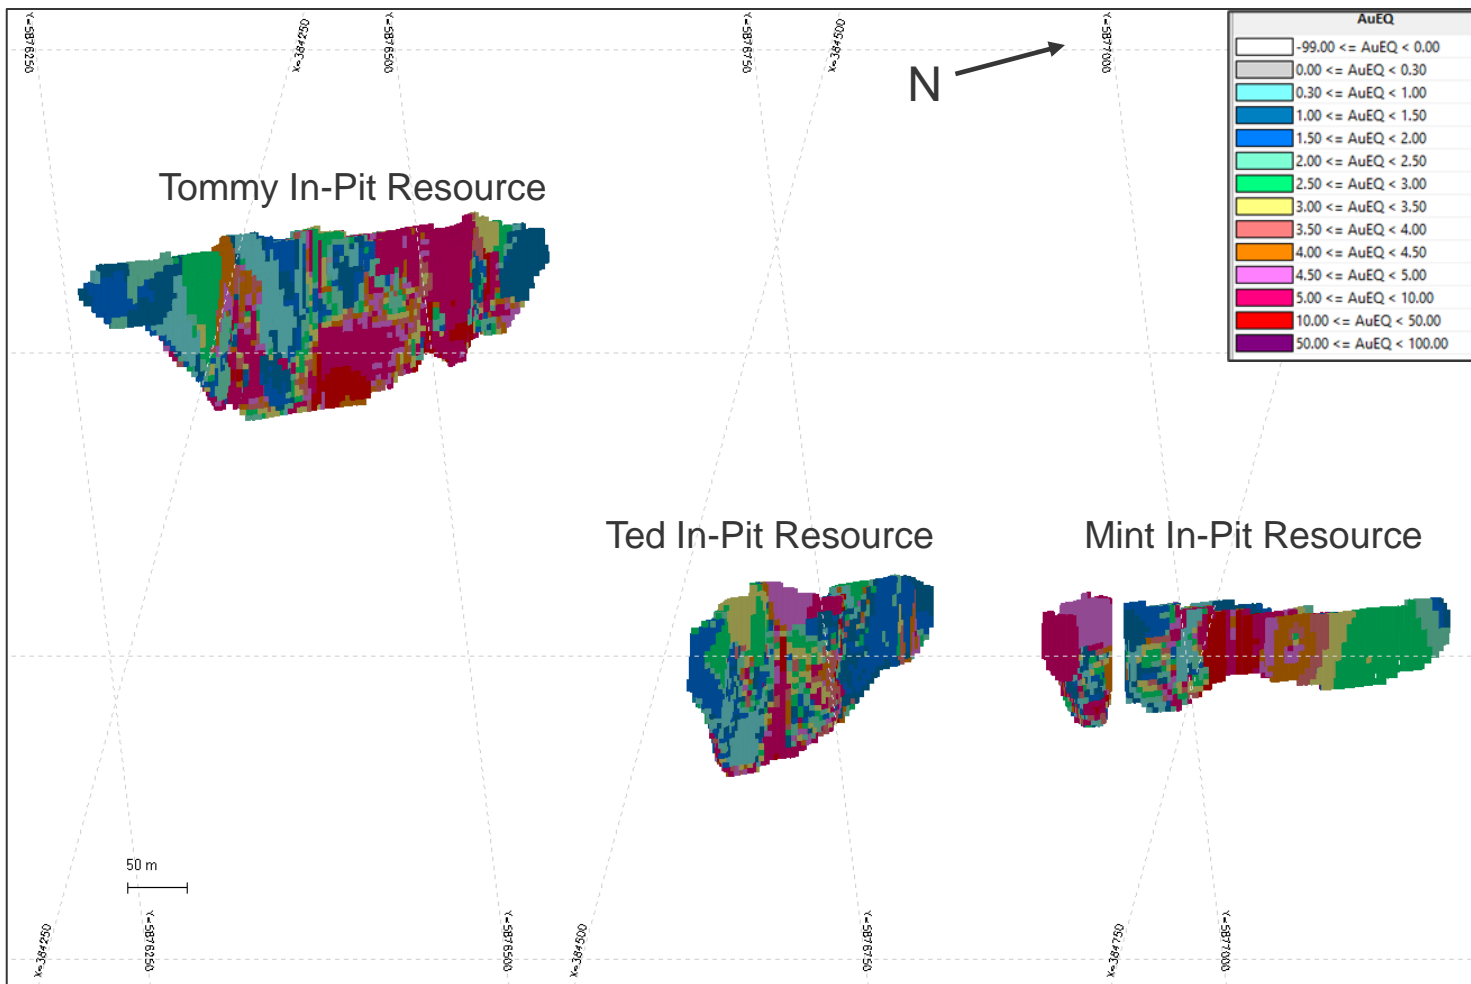 Y=5876250
X=384250
Y=5876500
Y=5876750
X=384500
Y=5877000
N
AuEQ
-99.00 <= AuEQ < 0.00
0.00 <= AuEQ < 0.30
0.30 <= AuEQ < 1.00
1.00 <= AuEQ < 1.50
1.50 <= AuEQ < 2.00
2.00 <= AuEQ < 2.50
2.50 <= AuEQ < 3.00
3.00 <= AuEQ < 3.50
3.50 <= AuEQ < 4.00
4.00 <= AuEQ < 4.50
4.50 <= AuEQ < 5.00
5.00 <= AuEQ < 10.00
10.00 <= AuEQ < 50.00
50.00 <= AuEQ < 100.00
Tommy In-Pit Resource
Ted In-Pit Resource
Mint In-Pit Resource
50 m
X=384250
Y=5876250
Y=5876500
X=384500
Y=5876750
X=384750
Y=5877000